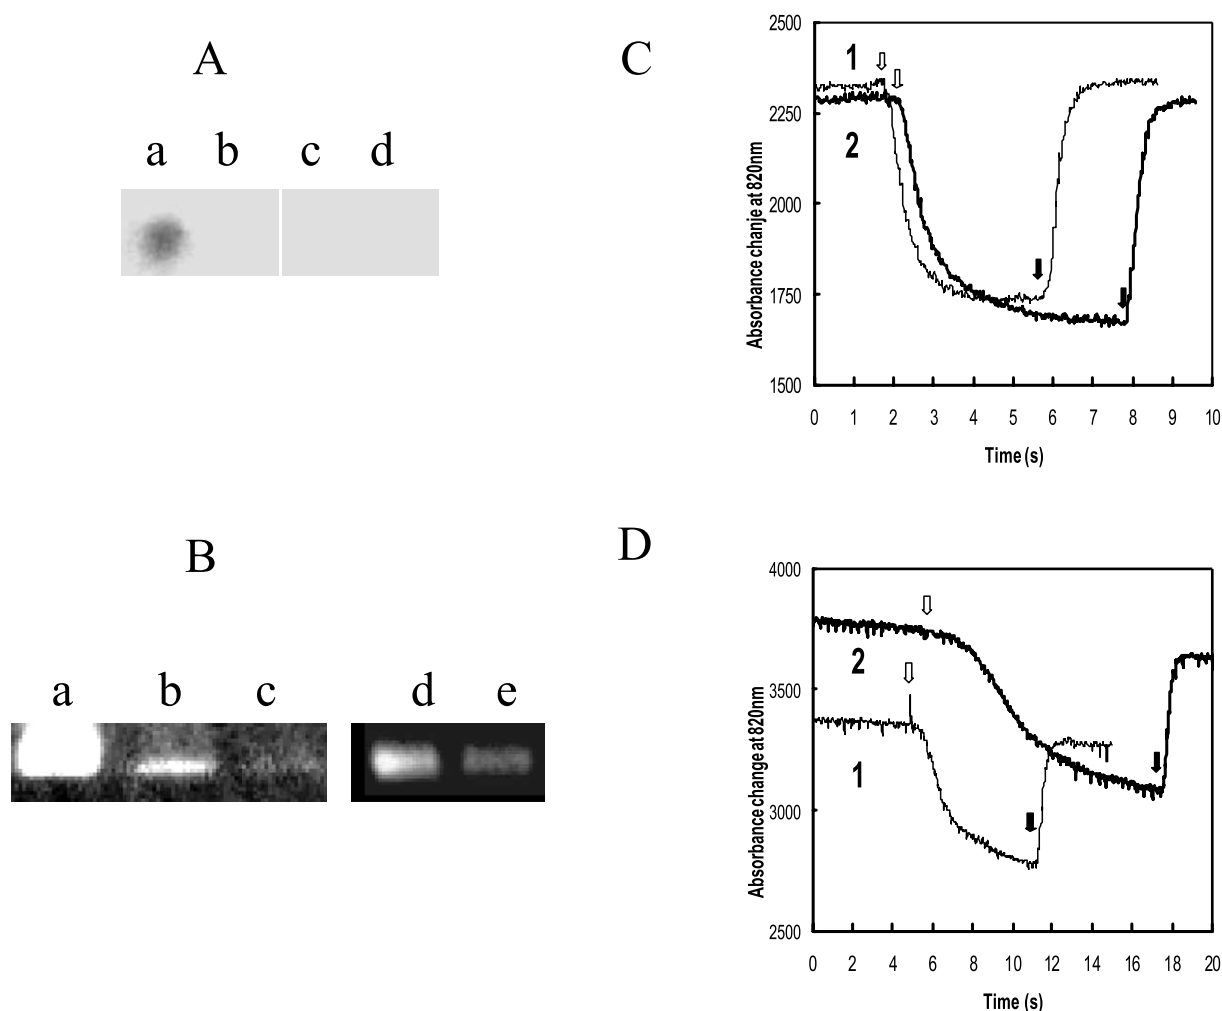 A
a b c d
B
a b c d e
C
2500
2250
2000
1750
1500
Absorbance chanje at 820nm
1
2
0 1 2 3 4 5 6 7 8 9 10
Time (s)
D
4000
3500
3000
2500
Absorbance change at 820nm
2
1
0 2 4 6 8 10 12 14 16 18 20
Time (s)